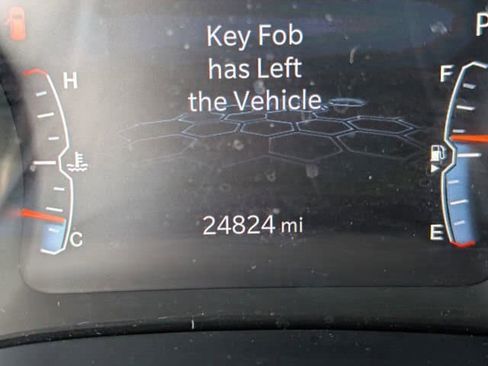 P
Key Fob
has Left
the Vehicle
H
F
C
24824 mi
E